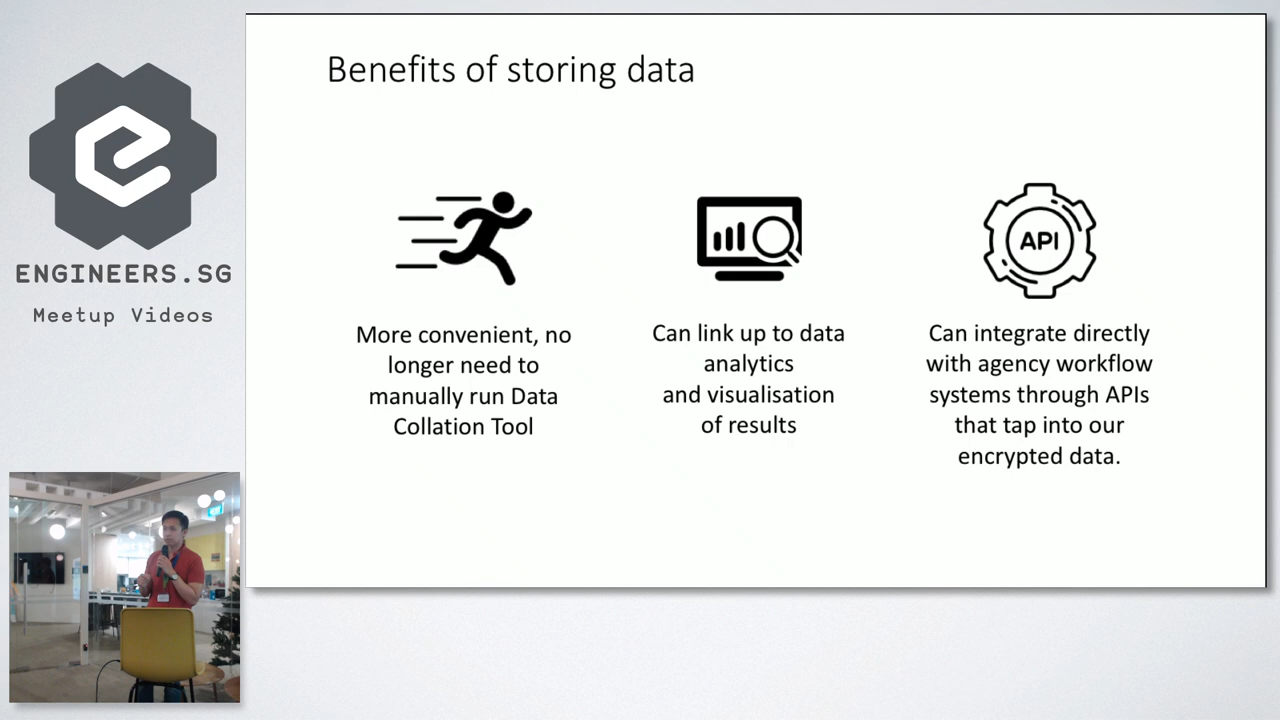 ENGINEERS.SG
Meetup Videos
Benefits of storing data
More convenient, no
longer need to
manually run Data
Collation Tool
Can link up to data
analytics
and visualisation
of results
API
Can integrate directly
with agency workflow
systems through APIs
that tap into our
encrypted data.